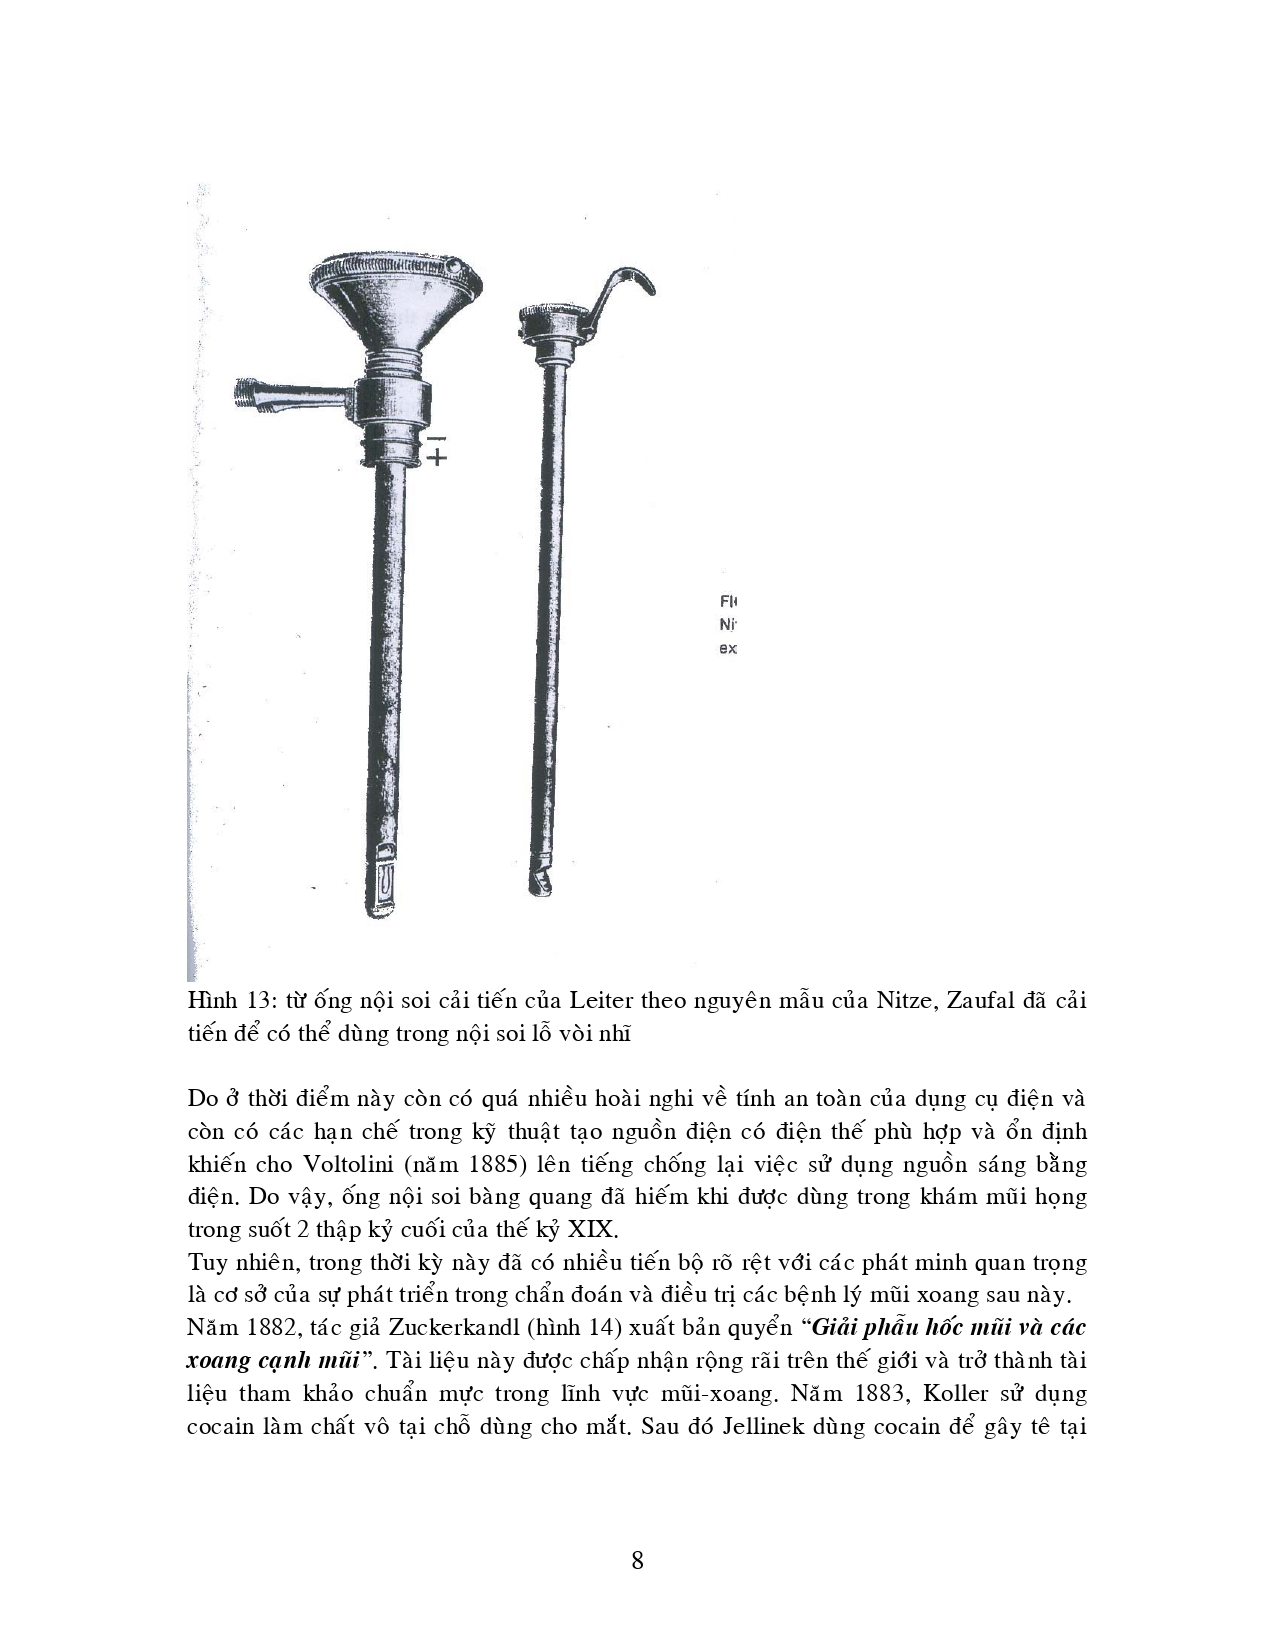 −
+
Ni
ex
Hình 13: từ ống nội soi cải tiến của Leiter theo nguyên mẫu của Nitze, Zaufal đã cải
tiến để có thể dùng trong nội soi lỗ vòi nhĩ
Do ở thời điểm này còn có quá nhiều hoài nghi về tính an toàn của dụng cụ điện và
còn có các hạn chế trong kỹ thuật tạo nguồn điện có điện thế phù hợp và ổn định
khiến cho Voltolini (năm 1885) lên tiếng chống lại việc sử dụng nguồn sáng bằng
điện. Do vậy, ống nội soi bàng quang đã hiếm khi được dùng trong khám mũi họng
trong suốt 2 thập kỷ cuối của thế kỷ XIX.
Tuy nhiên, trong thời kỳ này đã có nhiều tiến bộ rõ rệt với các phát minh quan trọng
là cơ sở của sự phát triển trong chẩn đoán và điều trị các bệnh lý mũi xoang sau này.
Năm 1882, tác giả Zuckerkandl (hình 14) xuất bản quyển “Giải phẫu hốc mũi và các
xoang cạnh mũi”. Tài liệu này được chấp nhận rộng rãi trên thế giới và trở thành tài
liệu tham khảo chuẩn mực trong lĩnh vực mũi-xoang. Năm 1883, Koller sử dụng
cocain làm chất vô tại chỗ dùng cho mắt. Sau đó Jellinek dùng cocain để gây tê tại
8